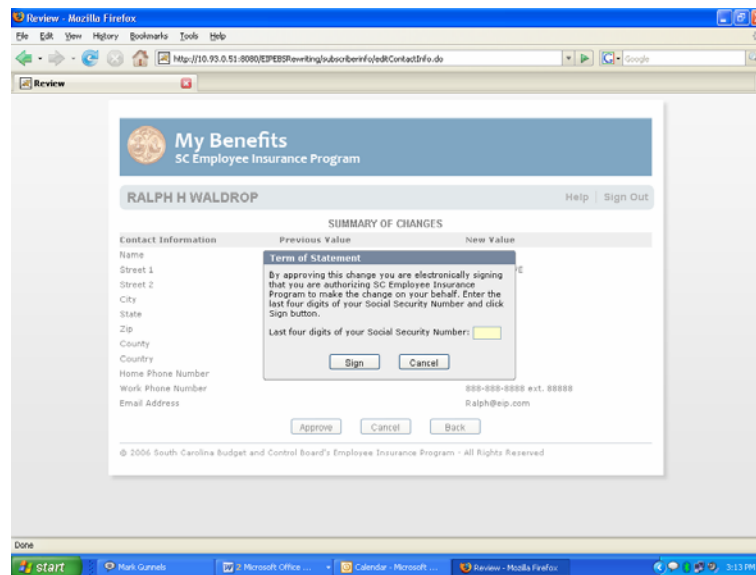 Review - Mozilla Firefox
File Edit View History Bookmarks Tools Help
http://10.93.0.51:8080/EIPEBSRewriting/subscriberinfo/editContactInfo.do
Google
Review
My Benefits
SC Employee Insurance Program
RALPH H WALDROP
Help Sign Out
SUMMARY OF CHANGES
Contact Information Previous Value New Value
Name
Street 1
Street 2
City
State
Zip
County
Country
Home Phone Number
Work Phone Number 888-888-8888 ext. 88888
Email Address Ralph@eip.com
Term of Statement
By approving this change you are electronically signing
that you are authorizing SC Employee Insurance
Program to make the change on your behalf. Enter the
last four digits of your Social Security Number and click
Sign button.
Last four digits of your Social Security Number:
Sign Cancel
Approve Cancel Back
© 2006 South Carolina Budget and Control Board's Employee Insurance Program - All Rights Reserved
Done
start Mark Gunnels 2 Microsoft Office ... Calendar - Microsoft ... Review - Mozilla Firefox 3:13 PM